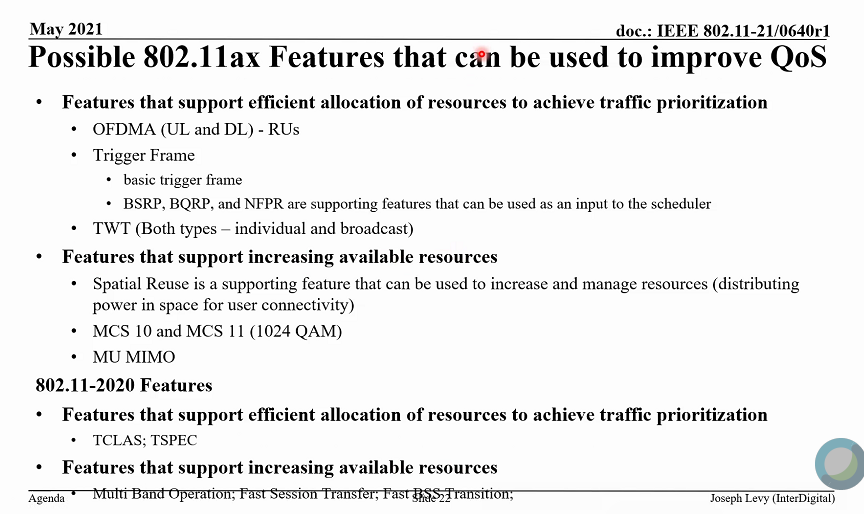 May 2021
doc.: IEEE 802.11-21/0640r1
Possible 802.11ax Features that can be used to improve QoS
• Features that support efficient allocation of resources to achieve traffic prioritization
• OFDMA (UL and DL) - RUs
• Trigger Frame
• basic trigger frame
• BSRP, BQRP, and NFPR are supporting features that can be used as an input to the scheduler
• TWT (Both types – individual and broadcast)
• Features that support increasing available resources
• Spatial Reuse is a supporting feature that can be used to increase and manage resources (distributing
power in space for user connectivity)
• MCS 10 and MCS 11 (1024 QAM)
• MU MIMO
802.11-2020 Features
• Features that support efficient allocation of resources to achieve traffic prioritization
• TCLAS; TSPEC
• Features that support increasing available resources
• Multi Band Operation; Fast Session Transfer; Fast BSS Transition;
Agenda
Slide 22
Joseph Levy (InterDigital)